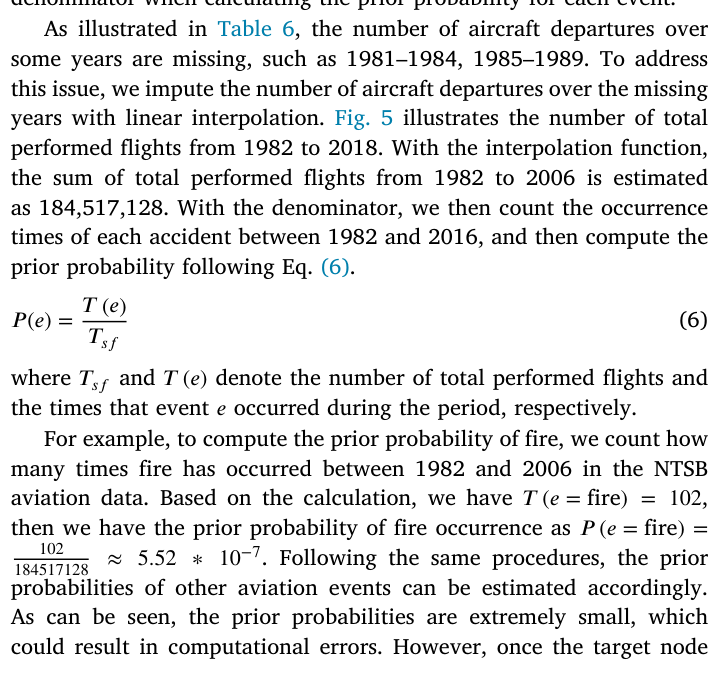 denominator when calculating the prior probability for each event.
As illustrated in Table 6, the number of aircraft departures over
some years are missing, such as 1981–1984, 1985–1989. To address
this issue, we impute the number of aircraft departures over the missing
years with linear interpolation. Fig. 5 illustrates the number of total
performed flights from 1982 to 2018. With the interpolation function,
the sum of total performed flights from 1982 to 2006 is estimated
as 184,517,128. With the denominator, we then count the occurrence
times of each accident between 1982 and 2016, and then compute the
prior probability following Eq. (6).
P(e) = T(e) / T_sf (6)
where T_sf and T(e) denote the number of total performed flights and
the times that event e occurred during the period, respectively.
For example, to compute the prior probability of fire, we count how
many times fire has occurred between 1982 and 2006 in the NTSB
aviation data. Based on the calculation, we have T(e = fire) = 102,
then we have the prior probability of fire occurrence as P(e = fire) =
102/184517128 ≈ 5.52 * 10⁻⁷. Following the same procedures, the prior
probabilities of other aviation events can be estimated accordingly.
As can be seen, the prior probabilities are extremely small, which
could result in computational errors. However, once the target node